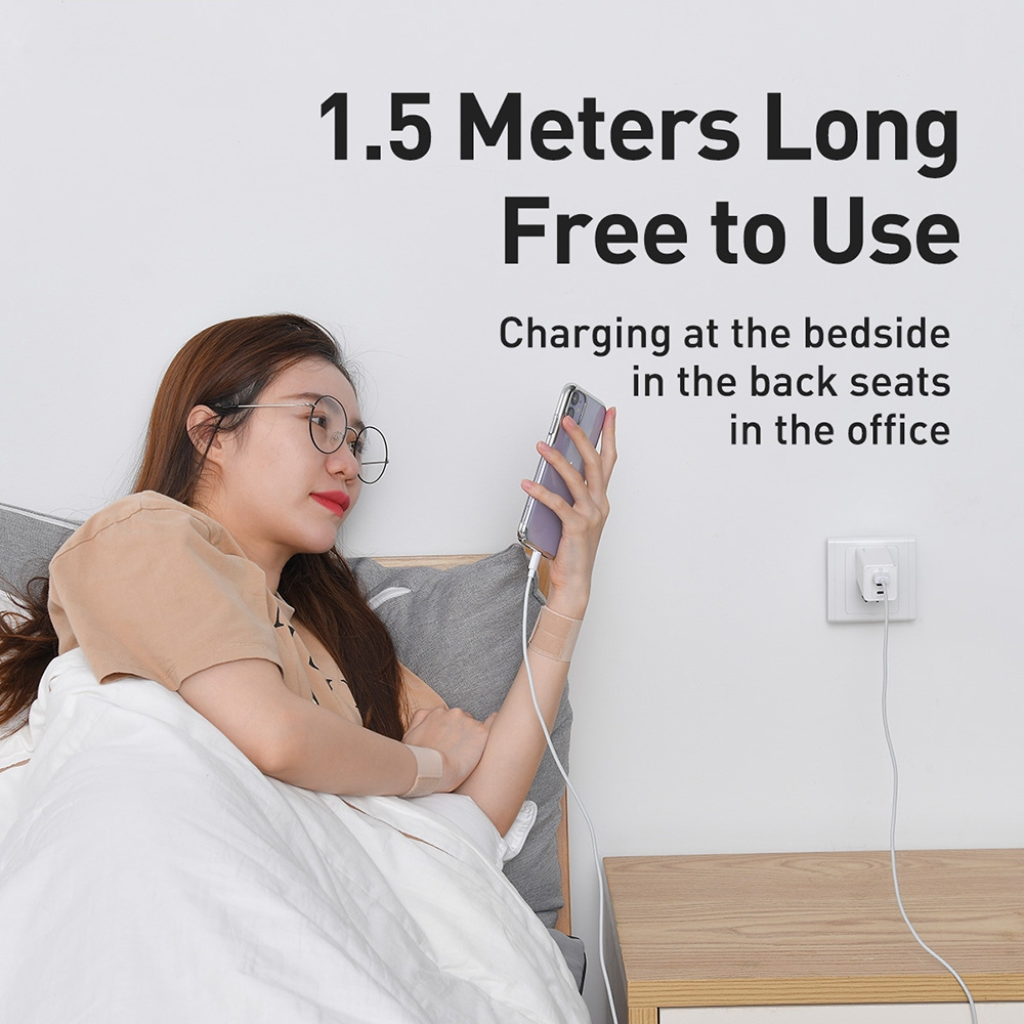 1.5 Meters Long
Free to Use
Charging at the bedside
in the back seats
in the office